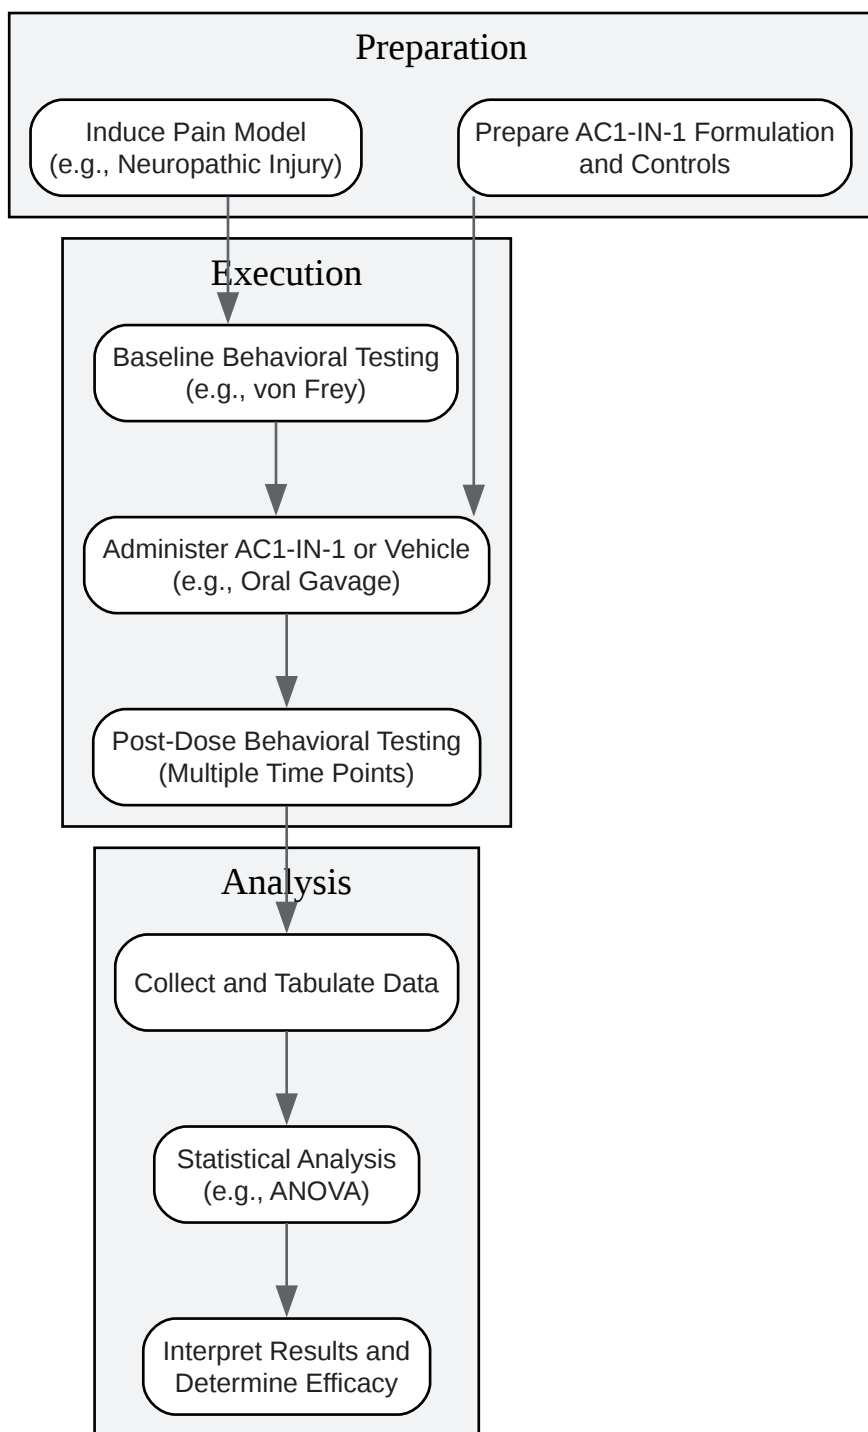 Preparation
Induce Pain Model
(e.g., Neuropathic Injury)
Prepare AC1-IN-1 Formulation
and Controls
Execution
Baseline Behavioral Testing
(e.g., von Frey)
Administer AC1-IN-1 or Vehicle
(e.g., Oral Gavage)
Post-Dose Behavioral Testing
(Multiple Time Points)
Analysis
Collect and Tabulate Data
Statistical Analysis
(e.g., ANOVA)
Interpret Results and
Determine Efficacy